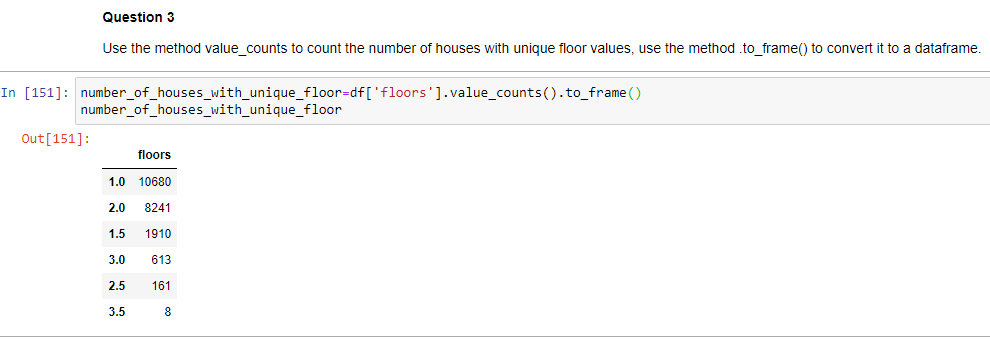 Question 3
Use the method value_counts to count the number of houses with unique floor values, use the method .to_frame() to convert it to a dataframe.
In [151]: number_of_houses_with_unique_floor=df['floors'].value_counts().to_frame()
number_of_houses_with_unique_floor
Out[151]:
floors
1.0 10680
2.0 8241
1.5 1910
3.0 613
2.5 161
3.5 8